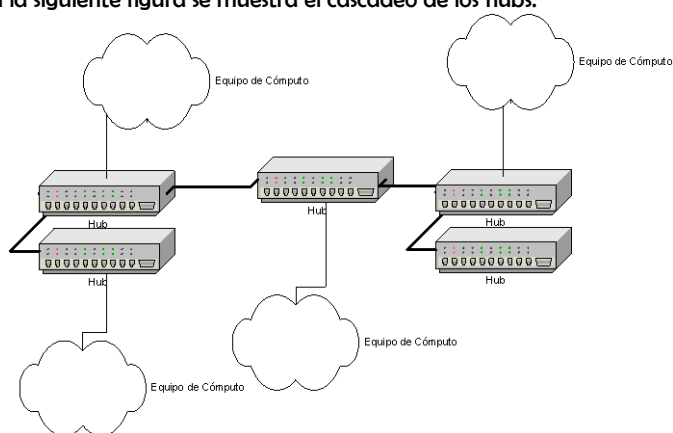 la siguiente figura se muestra el cascadeo de los hubs.
Equipo de Cómputo
Equipo de Cómputo
Hub
Hub
Hub
Hub
Hub
Equipo de Cómputo
Equipo de Cómputo